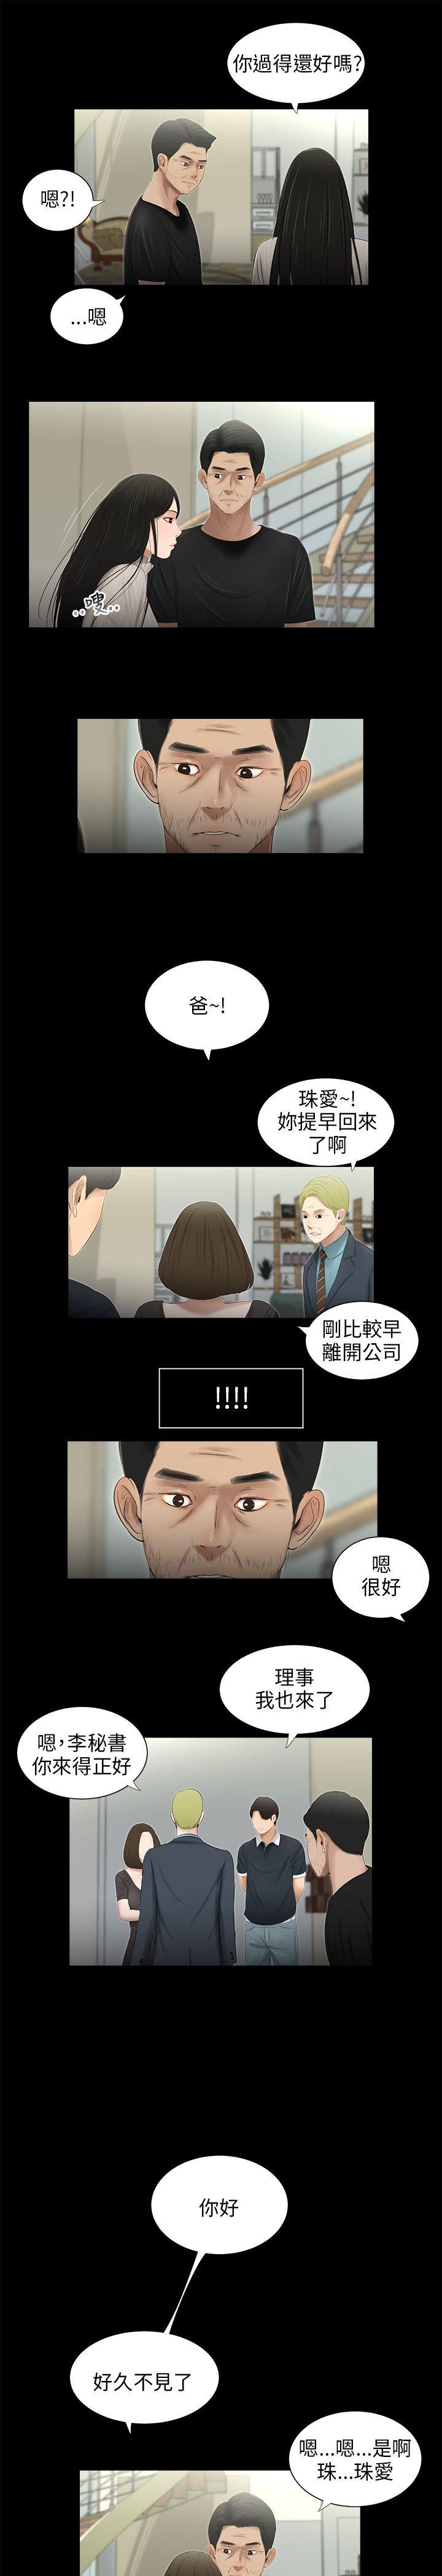 你過得還好嗎?
嗯?!
...嗯
嗖
爸~!
珠愛~!
妳提早回來
了啊
剛比較早
離開公司
!!!!
嗯
很好
理事
我也來了
嗯,李秘書
你來得正好
你好
好久不見了
嗯...嗯...是啊
珠...珠愛